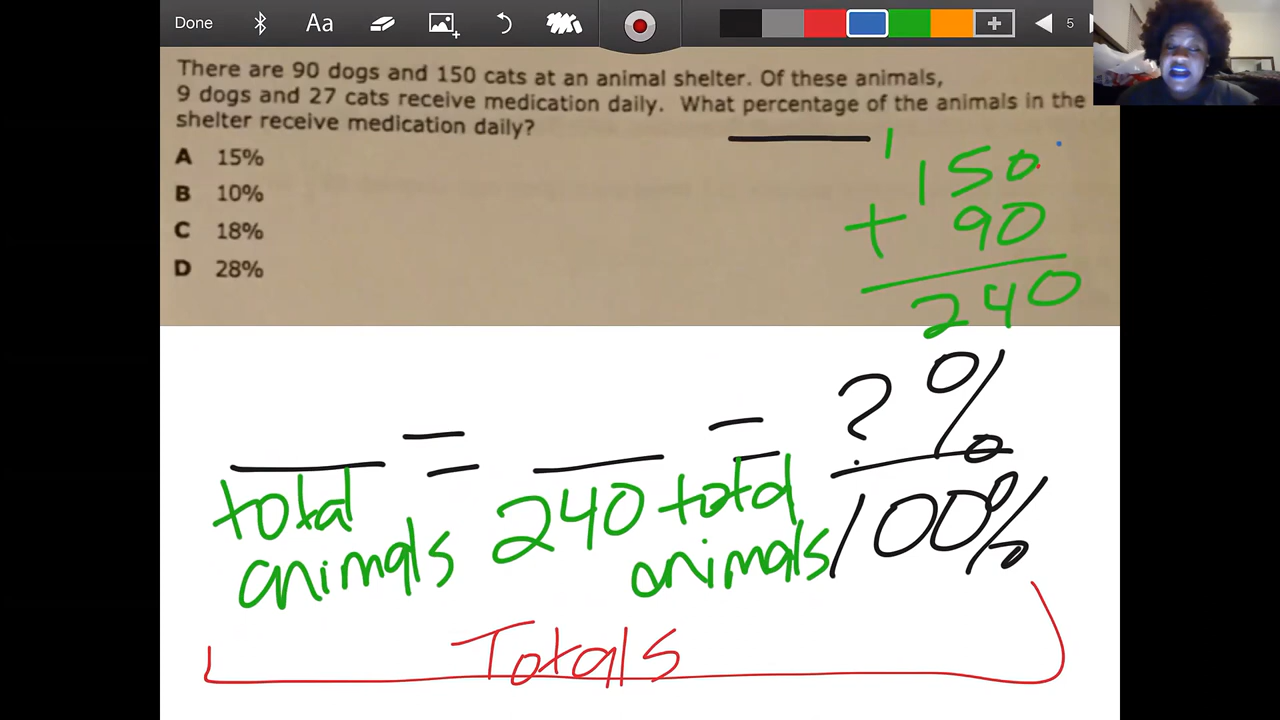 Done Aa 5
There are 90 dogs and 150 cats at an animal shelter. Of these animals,
9 dogs and 27 cats receive medication daily. What percentage of the animals in the
shelter receive medication daily?
A 15%
B 10%
C 18%
D 28%
1
150
+ 90
240
= = ?%
total 240 total 100%
animals animals
Totals